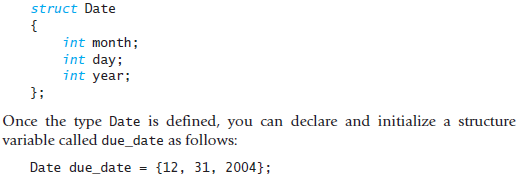 struct Date
{
int month;
int day;
int year;
};
Once the type Date is defined, you can declare and initialize a structure
variable called due_date as follows:
Date due_date = {12, 31, 2004};